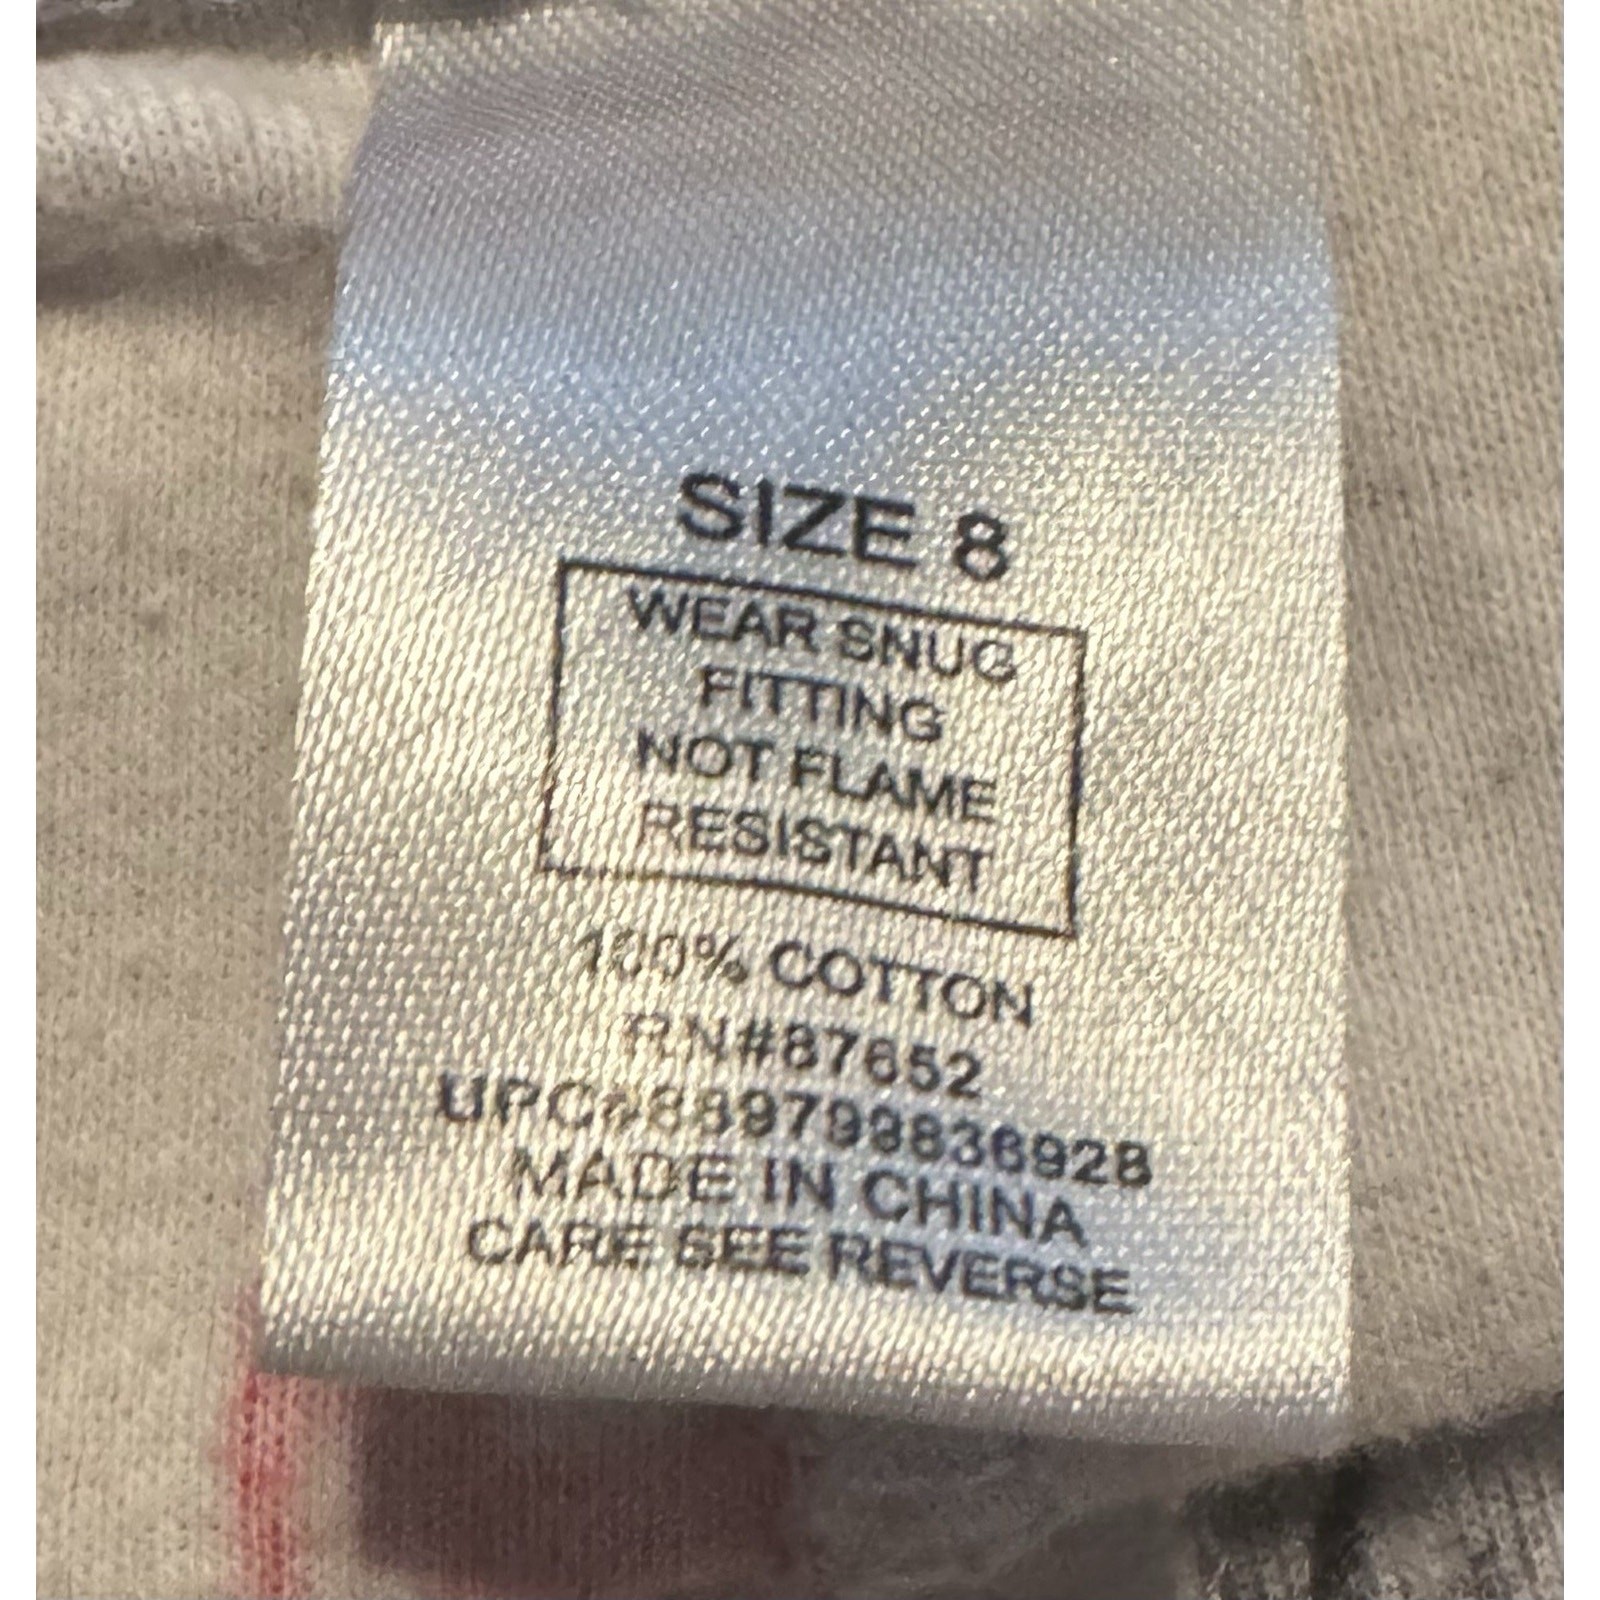 SIZE 8
WEAR SNUG
FITTING
NOT FLAME
RESISTANT
100% COTTON
RN#87652
UPC#889799836928
MADE IN CHINA
CARE SEE REVERSE